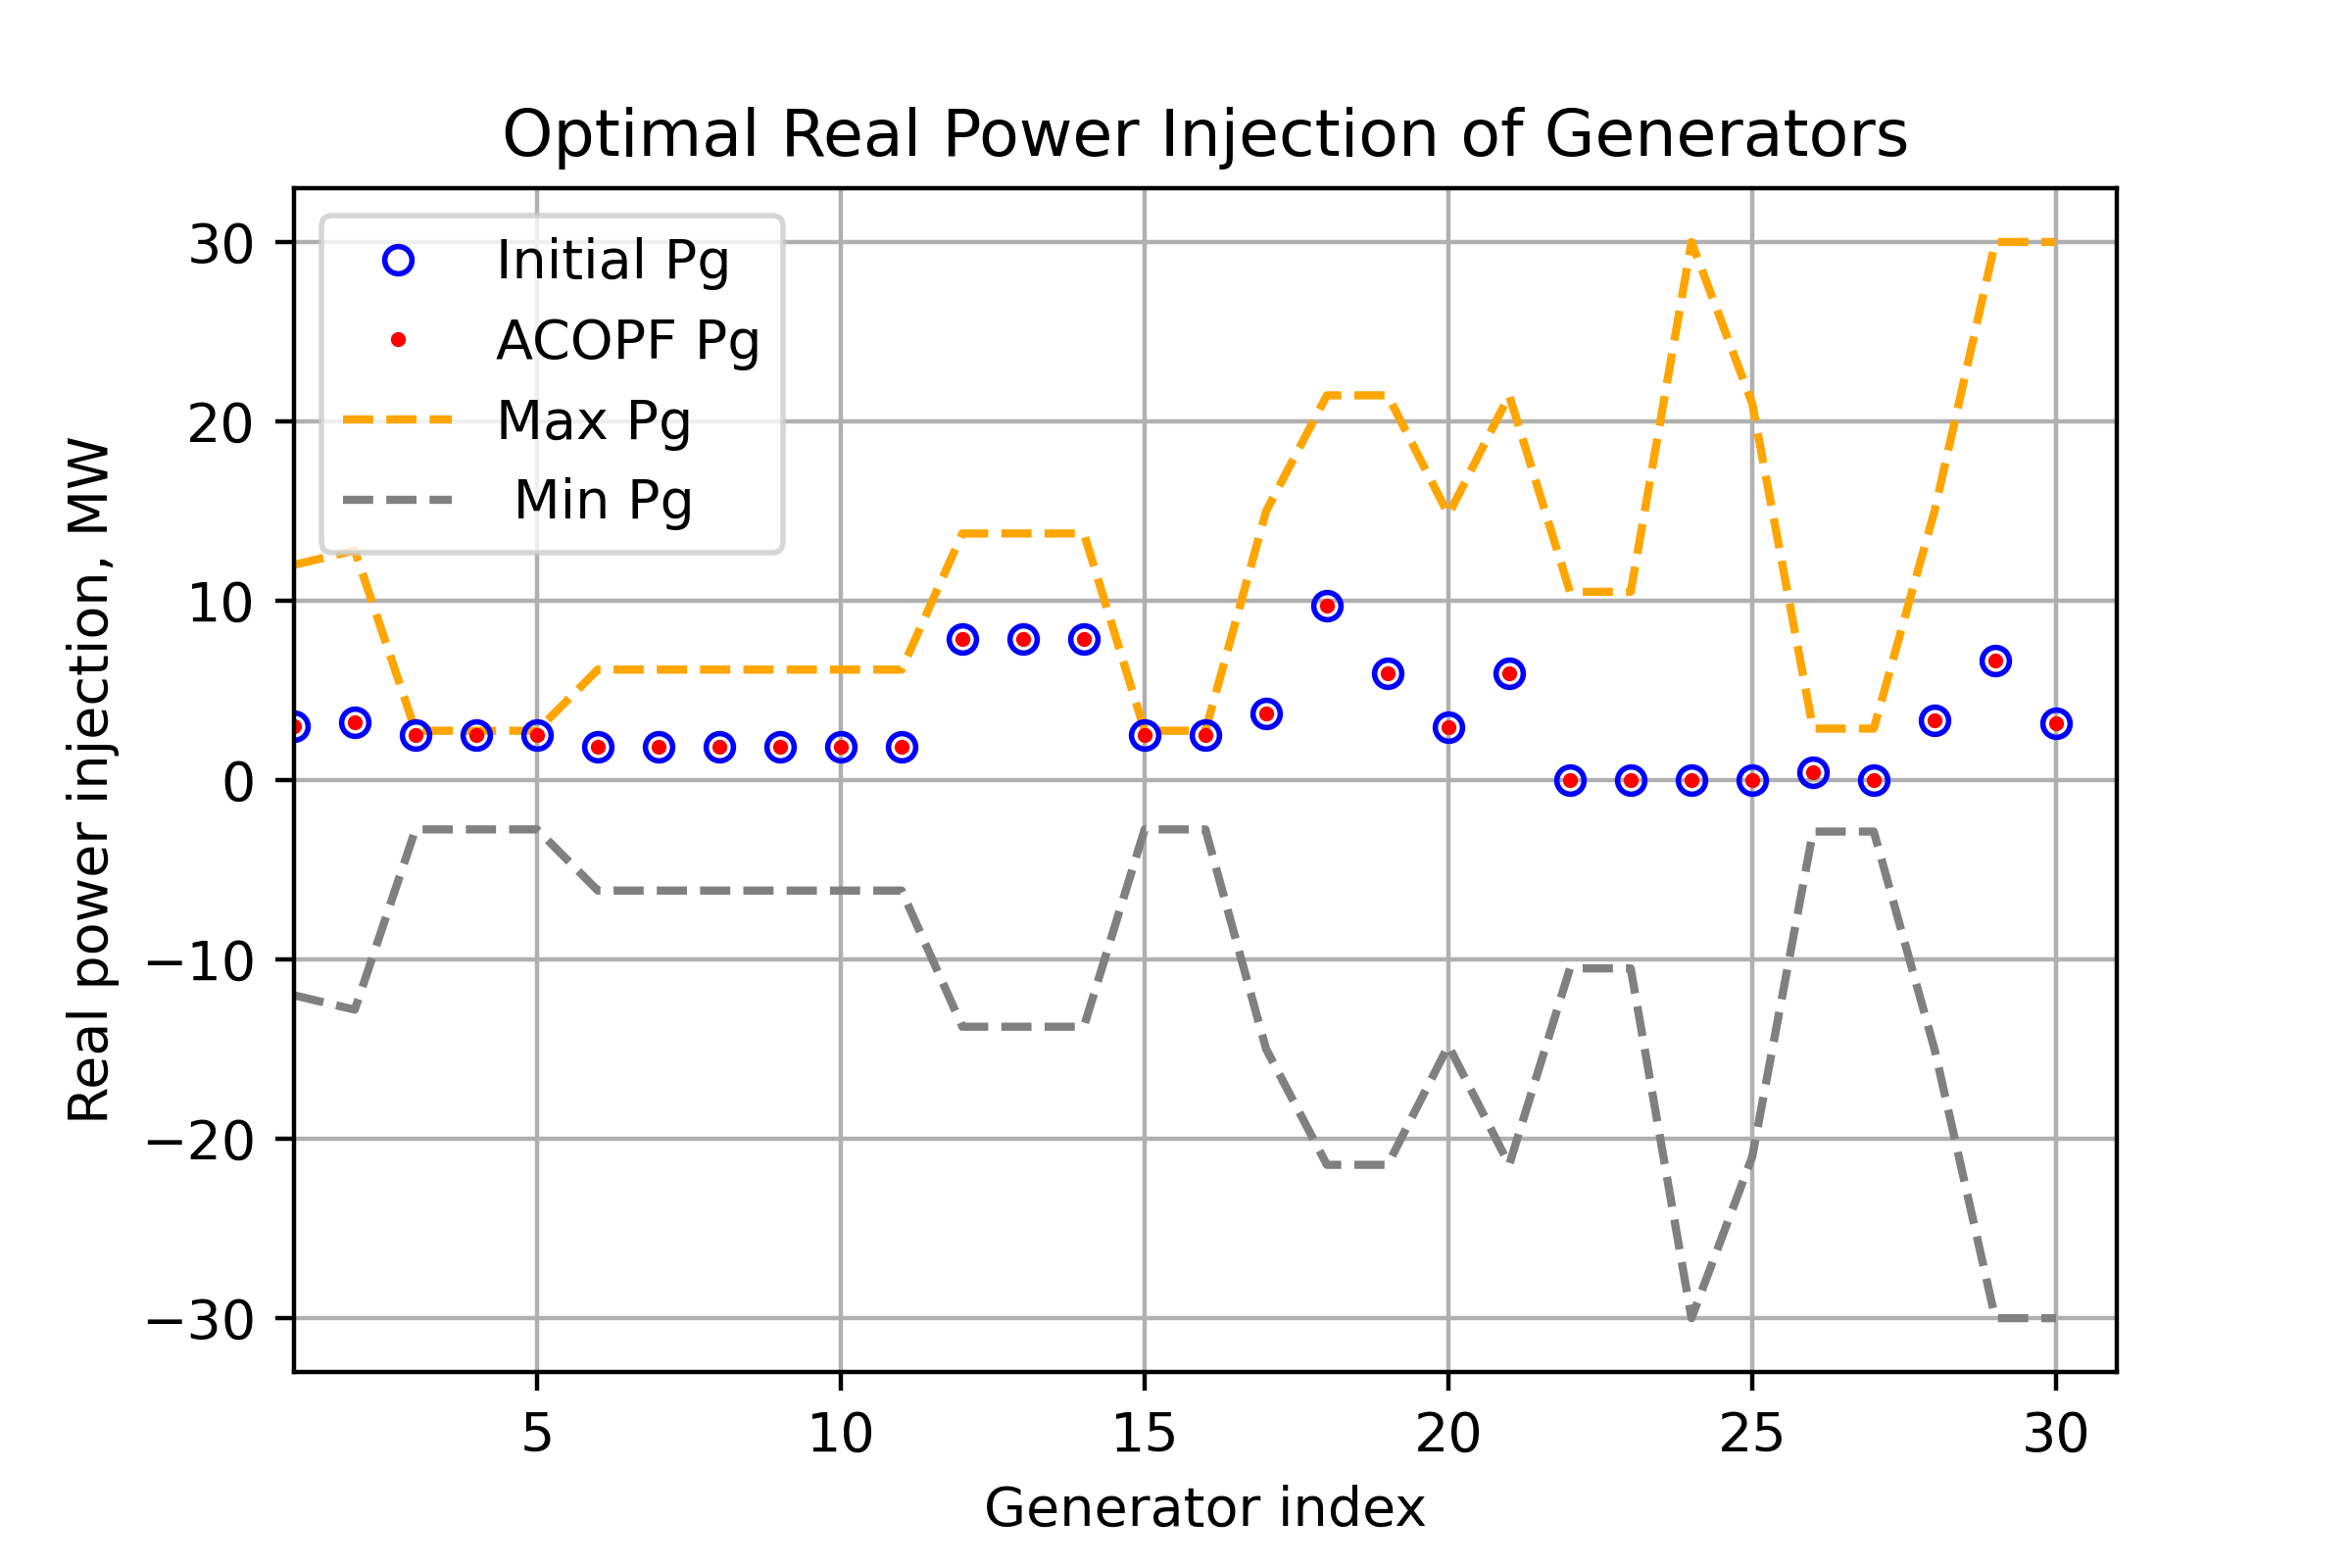 Optimal Real Power Injection of Generators
Initial Pg
ACOPF Pg
Max Pg
Min Pg
Real power injection, MW
30
20
10
0
−10
−20
−30
5 10 15 20 25 30
Generator index